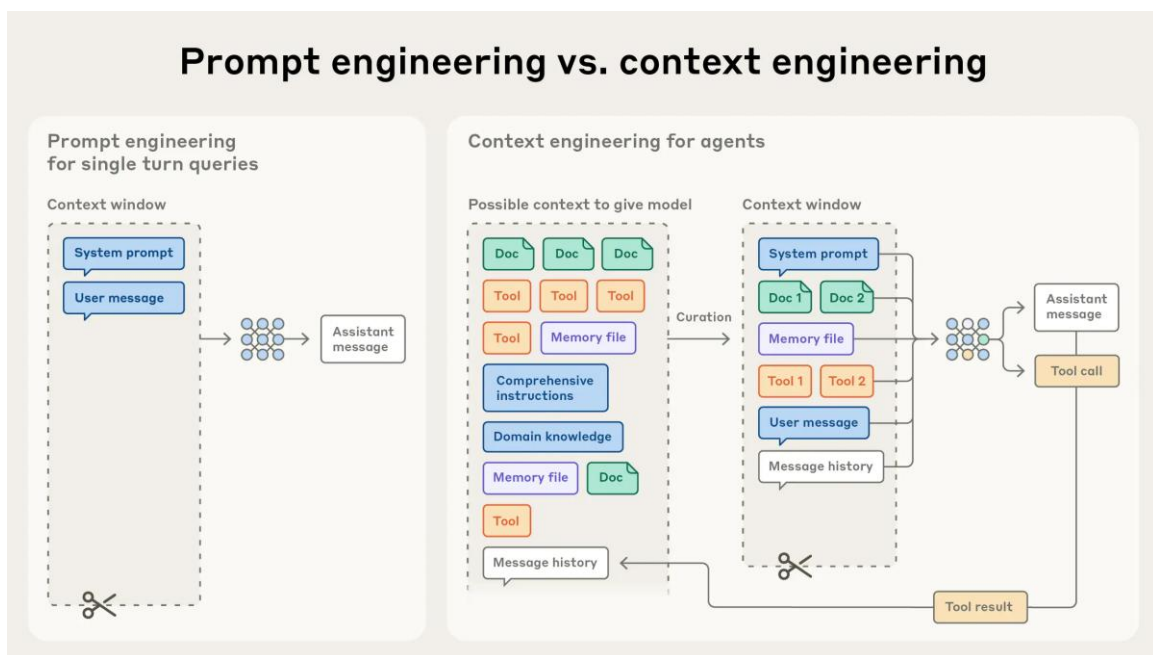 Prompt engineering vs. context engineering
Prompt engineering
for single turn queries
Context window
System prompt
User message
Assistant
message
Context engineering for agents
Possible context to give model
Doc Doc Doc
Tool Tool Tool
Tool Memory file
Comprehensive
instructions
Domain knowledge
Memory file Doc
Tool
Message history
Curation
Context window
System prompt
Doc 1 Doc 2
Memory file
Tool 1 Tool 2
User message
Message history
Assistant
message
Tool call
Tool result